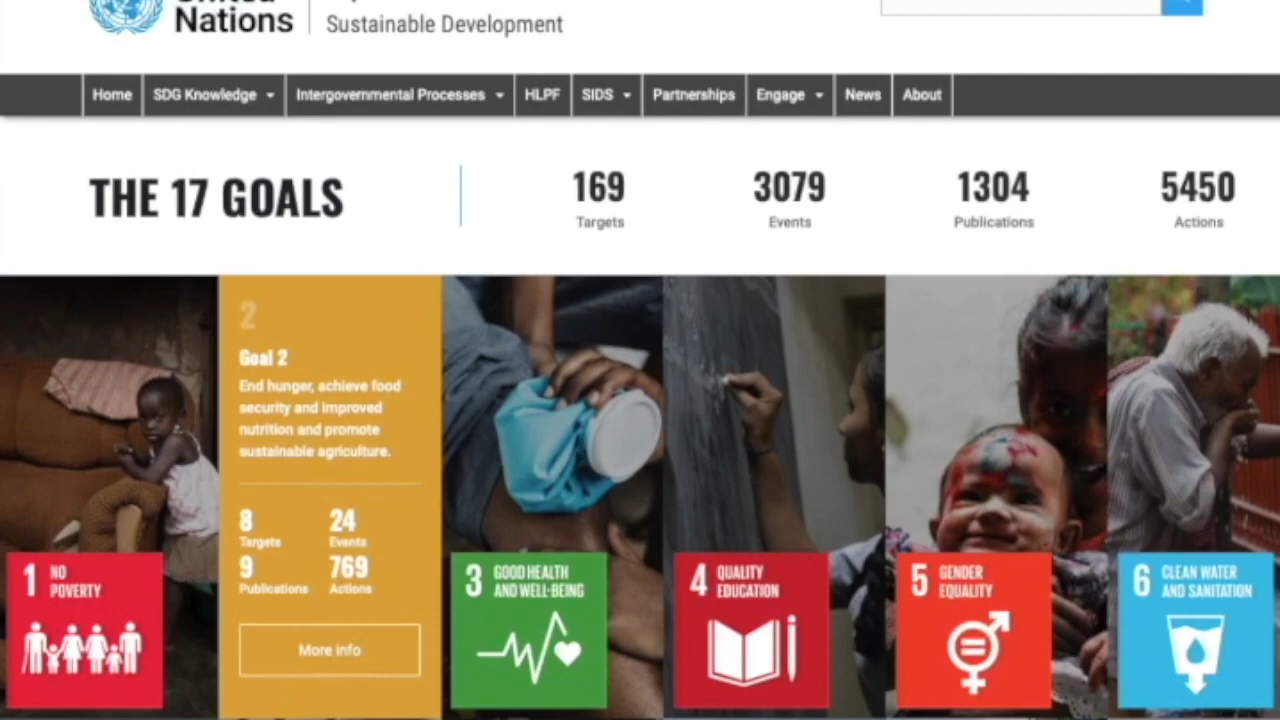 Nations
Sustainable Development
Home
SDG Knowledge
Intergovernmental Processes
HLPF
SIDS
Partnerships
Engage
News
About
THE 17 GOALS
169
Targets
3079
Events
1304
Publications
5450
Actions
1 NO
POVERTY
2
Goal 2
End hunger, achieve food
security and improved
nutrition and promote
sustainable agriculture.
8
Targets
24
Events
9
Publications
769
Actions
More info
3 GOOD HEALTH
AND WELL-BEING
4 QUALITY
EDUCATION
5 GENDER
EQUALITY
6 CLEAN WATER
AND SANITATION